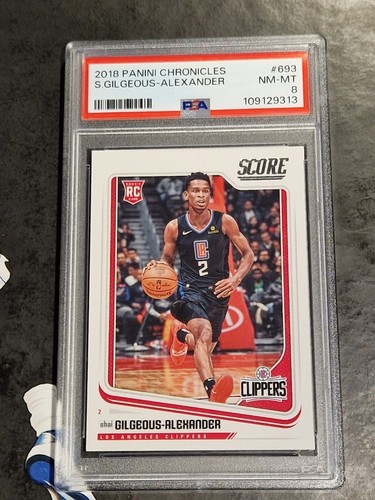 2018 PANINI CHRONICLES #693
S.GILGEOUS-ALEXANDER NM-MT
8
PSA 109129313
SCORE
RC
2
CLIPPERS
2
shai GILGEOUS-ALEXANDER
LOS ANGELES CLIPPERS